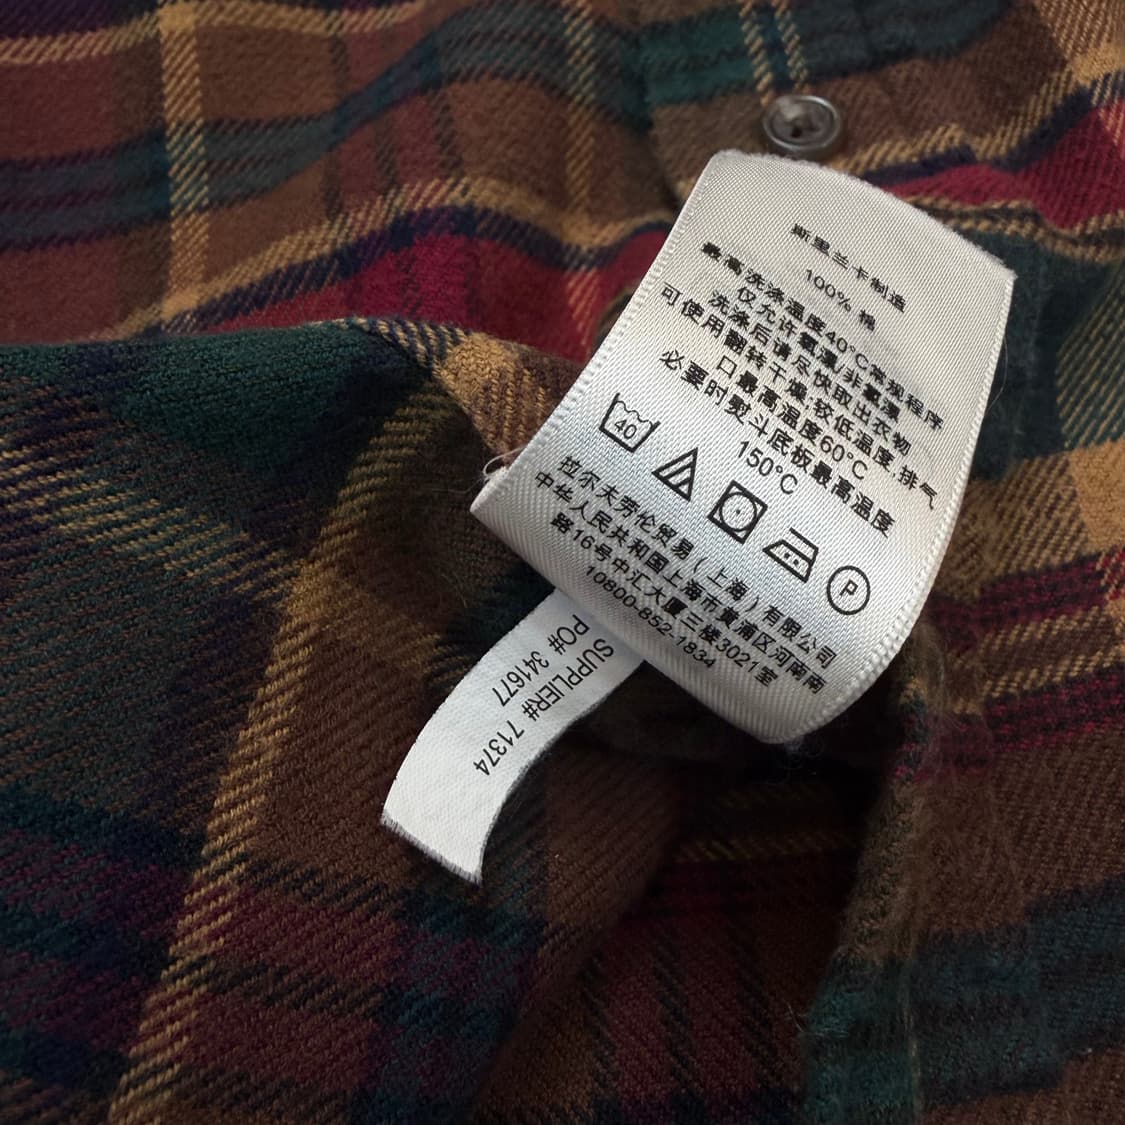 斯里兰卡制造
100% 棉
最高洗涤温度40°C常规程序
仅允许氯漂/非氯漂
洗涤后请尽快取出衣物
可使用翻转干燥,较低温度,排气
口最高温度60°C
必要时熨斗底板最高温度
150°C
40
P
拉尔夫劳伦贸易(上海)有限公司
中华人民共和国上海市黄浦区河南南
路16号中汇大厦三楼3021室
10800-852-1834
SUPPLIER# 71374
PO# 341677